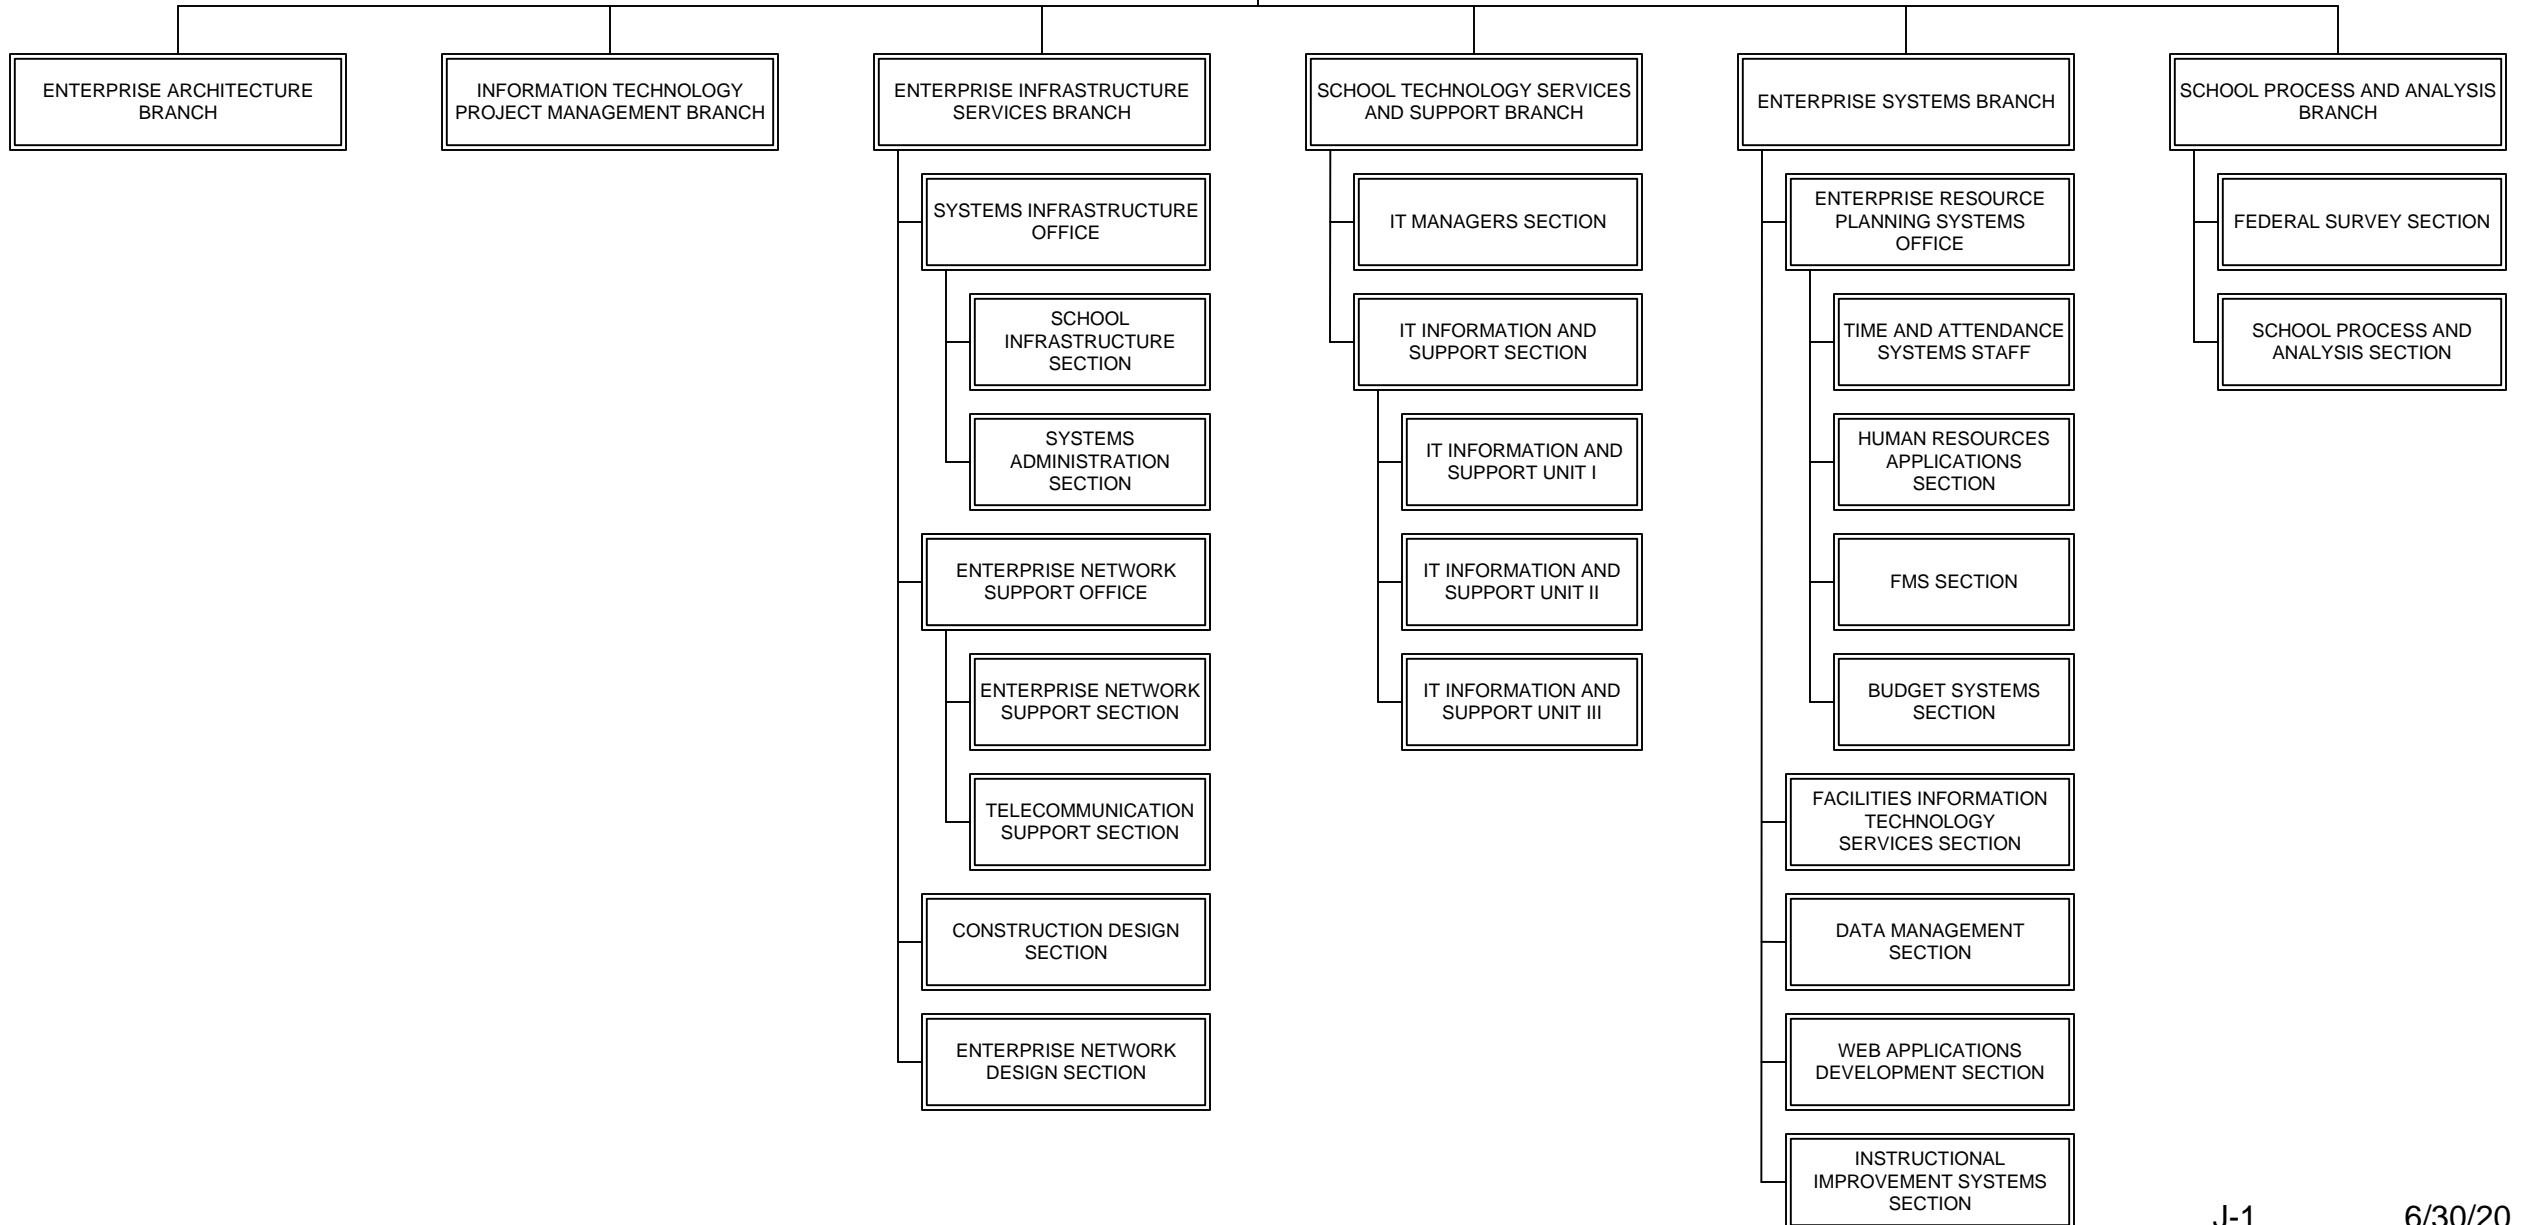 ENTERPRISE ARCHITECTURE
BRANCH
INFORMATION TECHNOLOGY
PROJECT MANAGEMENT BRANCH
ENTERPRISE INFRASTRUCTURE
SERVICES BRANCH
SYSTEMS INFRASTRUCTURE
OFFICE
SCHOOL
INFRASTRUCTURE
SECTION
SYSTEMS
ADMINISTRATION
SECTION
ENTERPRISE NETWORK
SUPPORT OFFICE
ENTERPRISE NETWORK
SUPPORT SECTION
TELECOMMUNICATION
SUPPORT SECTION
CONSTRUCTION DESIGN
SECTION
ENTERPRISE NETWORK
DESIGN SECTION
SCHOOL TECHNOLOGY SERVICES
AND SUPPORT BRANCH
IT MANAGERS SECTION
IT INFORMATION AND
SUPPORT SECTION
IT INFORMATION AND
SUPPORT UNIT I
IT INFORMATION AND
SUPPORT UNIT II
IT INFORMATION AND
SUPPORT UNIT III
ENTERPRISE SYSTEMS BRANCH
ENTERPRISE RESOURCE
PLANNING SYSTEMS
OFFICE
TIME AND ATTENDANCE
SYSTEMS STAFF
HUMAN RESOURCES
APPLICATIONS
SECTION
FMS SECTION
BUDGET SYSTEMS
SECTION
FACILITIES INFORMATION
TECHNOLOGY
SERVICES SECTION
DATA MANAGEMENT
SECTION
WEB APPLICATIONS
DEVELOPMENT SECTION
INSTRUCTIONAL
IMPROVEMENT SYSTEMS
SECTION
SCHOOL PROCESS AND ANALYSIS
BRANCH
FEDERAL SURVEY SECTION
SCHOOL PROCESS AND
ANALYSIS SECTION
J-1 6/30/20